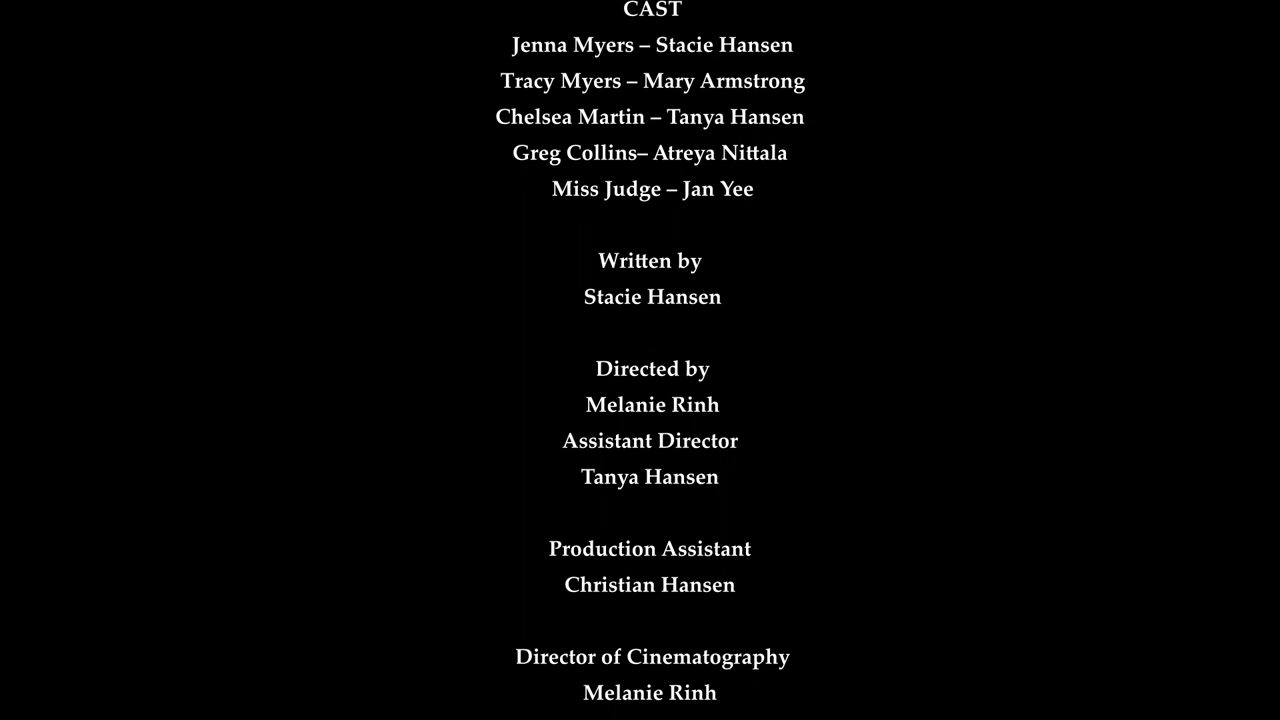 CAST
Jenna Myers – Stacie Hansen
Tracy Myers – Mary Armstrong
Chelsea Martin – Tanya Hansen
Greg Collins– Atreya Nittala
Miss Judge – Jan Yee
Written by
Stacie Hansen
Directed by
Melanie Rinh
Assistant Director
Tanya Hansen
Production Assistant
Christian Hansen
Director of Cinematography
Melanie Rinh